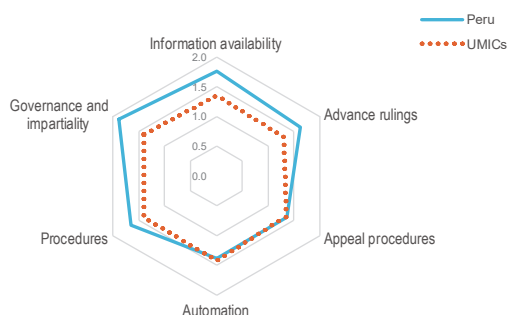 Peru
UMICs
Information availability
2.0
1.5
1.0
0.5
0.0
Governance and
impartiality
Advance rulings
Procedures
Appeal procedures
Automation